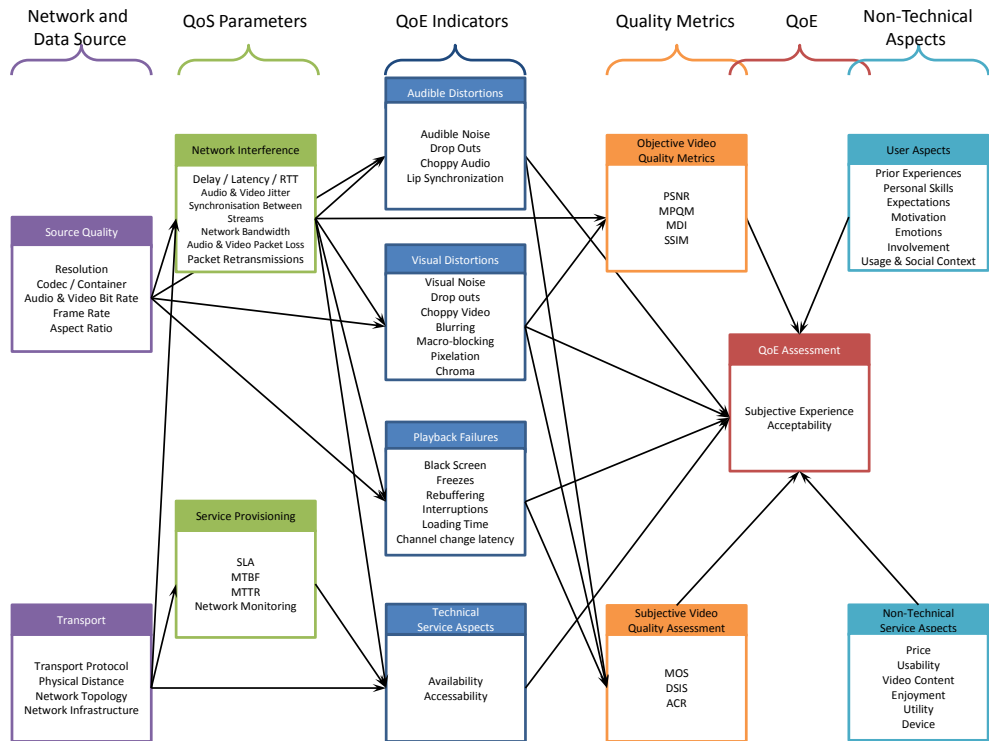 Network and
Data Source
QoS Parameters
QoE Indicators
Quality Metrics
QoE
Non-Technical
Aspects
Source Quality
Resolution
Codec / Container
Audio & Video Bit Rate
Frame Rate
Aspect Ratio
Transport
Transport Protocol
Physical Distance
Network Topology
Network Infrastructure
Network Interference
Delay / Latency / RTT
Audio & Video Jitter
Synchronisation Between
Streams
Network Bandwidth
Audio & Video Packet Loss
Packet Retransmissions
Service Provisioning
SLA
MTBF
MTTR
Network Monitoring
Audible Distortions
Audible Noise
Drop Outs
Choppy Audio
Lip Synchronization
Visual Distortions
Visual Noise
Drop outs
Choppy Video
Blurring
Macro-blocking
Pixelation
Chroma
Playback Failures
Black Screen
Freezes
Rebuffering
Interruptions
Loading Time
Channel change latency
Technical
Service Aspects
Availability
Accessability
Objective Video
Quality Metrics
PSNR
MPQM
MDI
SSIM
Subjective Video
Quality Assessment
MOS
DSIS
ACR
QoE Assessment
Subjective Experience
Acceptability
User Aspects
Prior Experiences
Personal Skills
Expectations
Motivation
Emotions
Involvement
Usage & Social Context
Non-Technical
Service Aspects
Price
Usability
Video Content
Enjoyment
Utility
Device